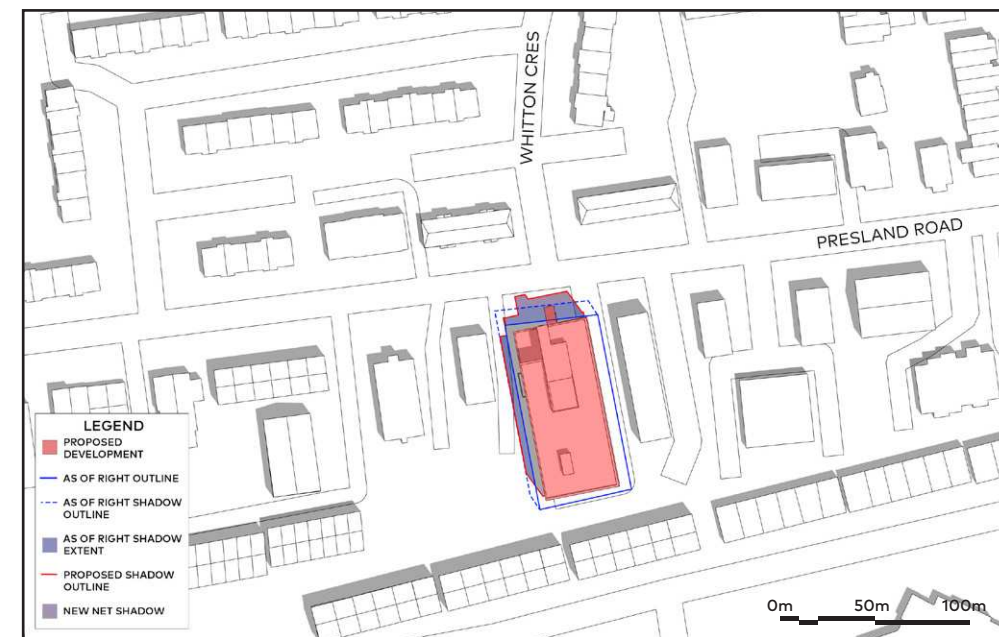 WHITTON CRES
PRESLAND ROAD
LEGEND
PROPOSED
DEVELOPMENT
AS OF RIGHT OUTLINE
AS OF RIGHT SHADOW
OUTLINE
AS OF RIGHT SHADOW
EXTENT
PROPOSED SHADOW
OUTLINE
NEW NET SHADOW
0m 50m 100m